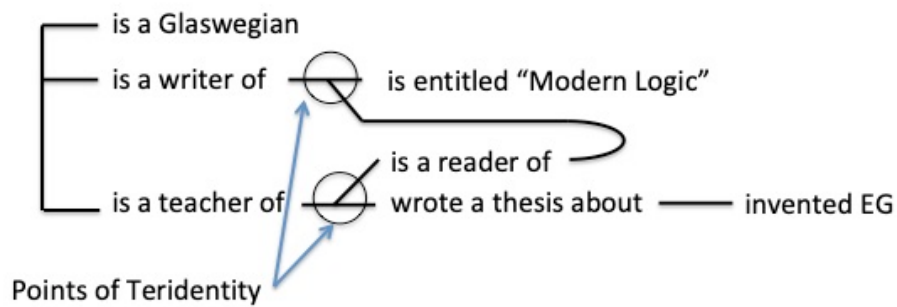 is a Glaswegian
is a writer of is entitled “Modern Logic”
is a reader of
is a teacher of wrote a thesis about invented EG
Points of Teridentity